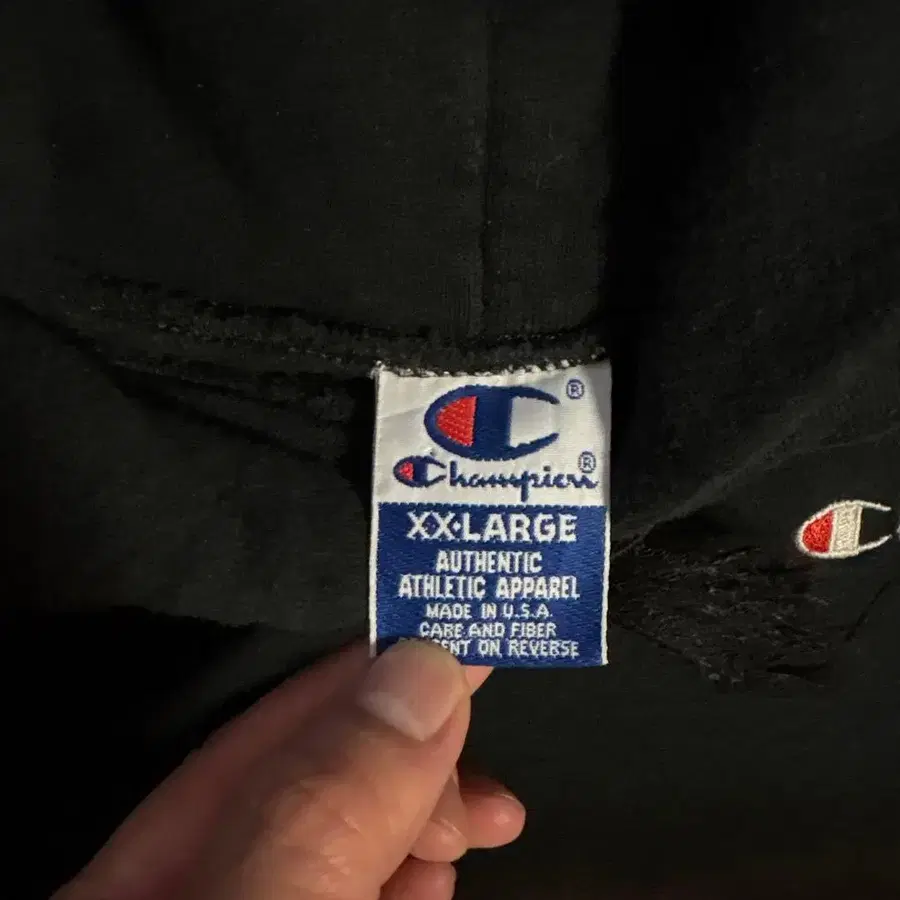 ®
Champion®
XX·LARGE
AUTHENTIC
ATHLETIC APPAREL
MADE IN U.S.A.
CARE AND FIBER
ON REVERSE